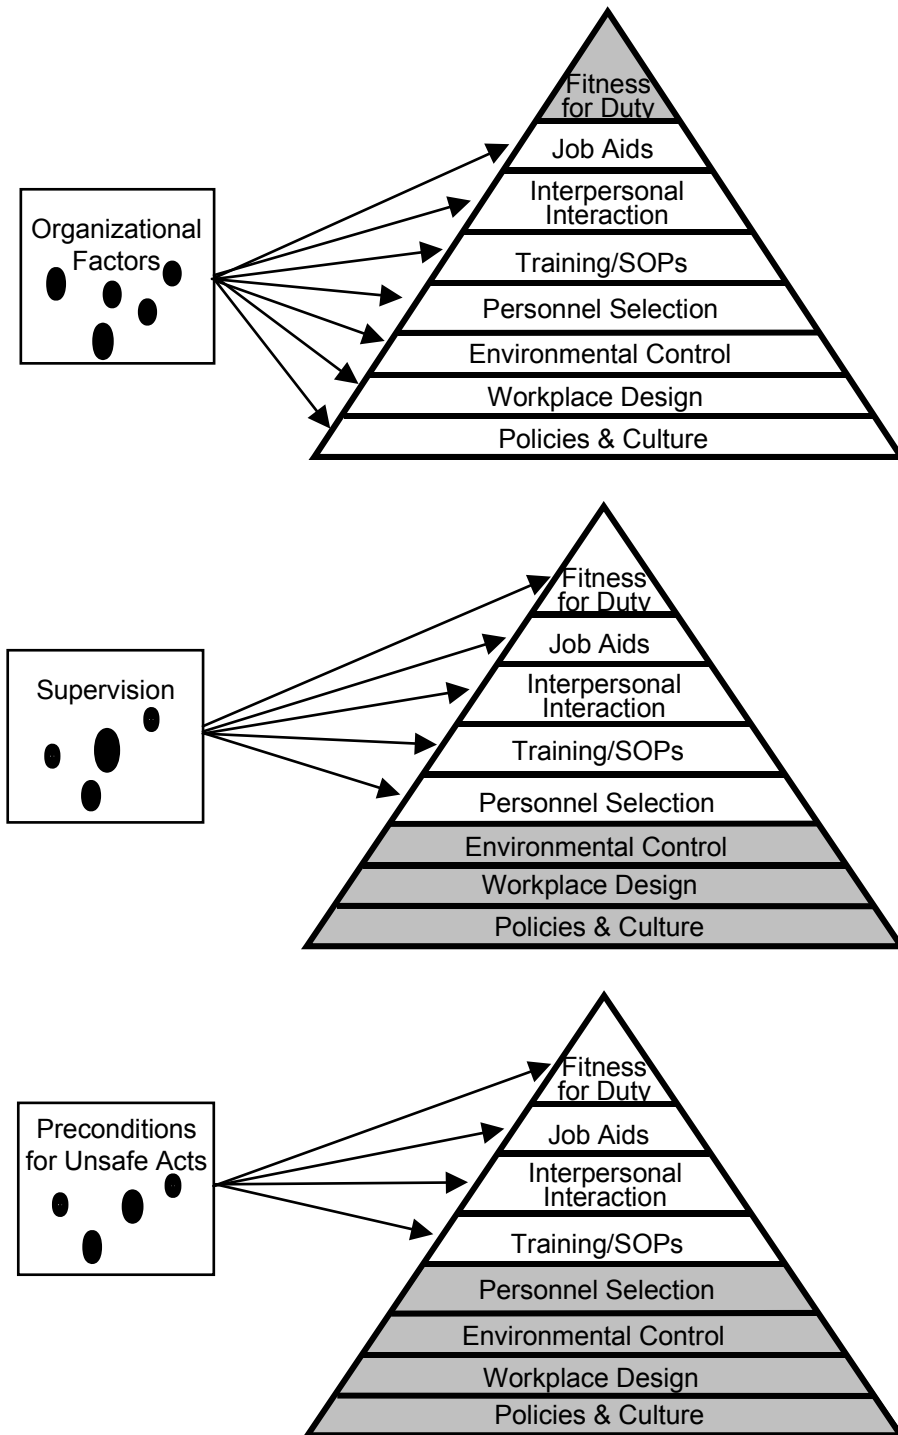 Fitness
for Duty
Job Aids
Interpersonal
Interaction
Organizational
Factors
Training/SOPs
Personnel Selection
Environmental Control
Workplace Design
Policies & Culture
Fitness
for Duty
Job Aids
Supervision
Interpersonal
Interaction
Training/SOPs
Personnel Selection
Environmental Control
Workplace Design
Policies & Culture
Fitness
for Duty
Preconditions
for Unsafe Acts
Job Aids
Interpersonal
Interaction
Training/SOPs
Personnel Selection
Environmental Control
Workplace Design
Policies & Culture